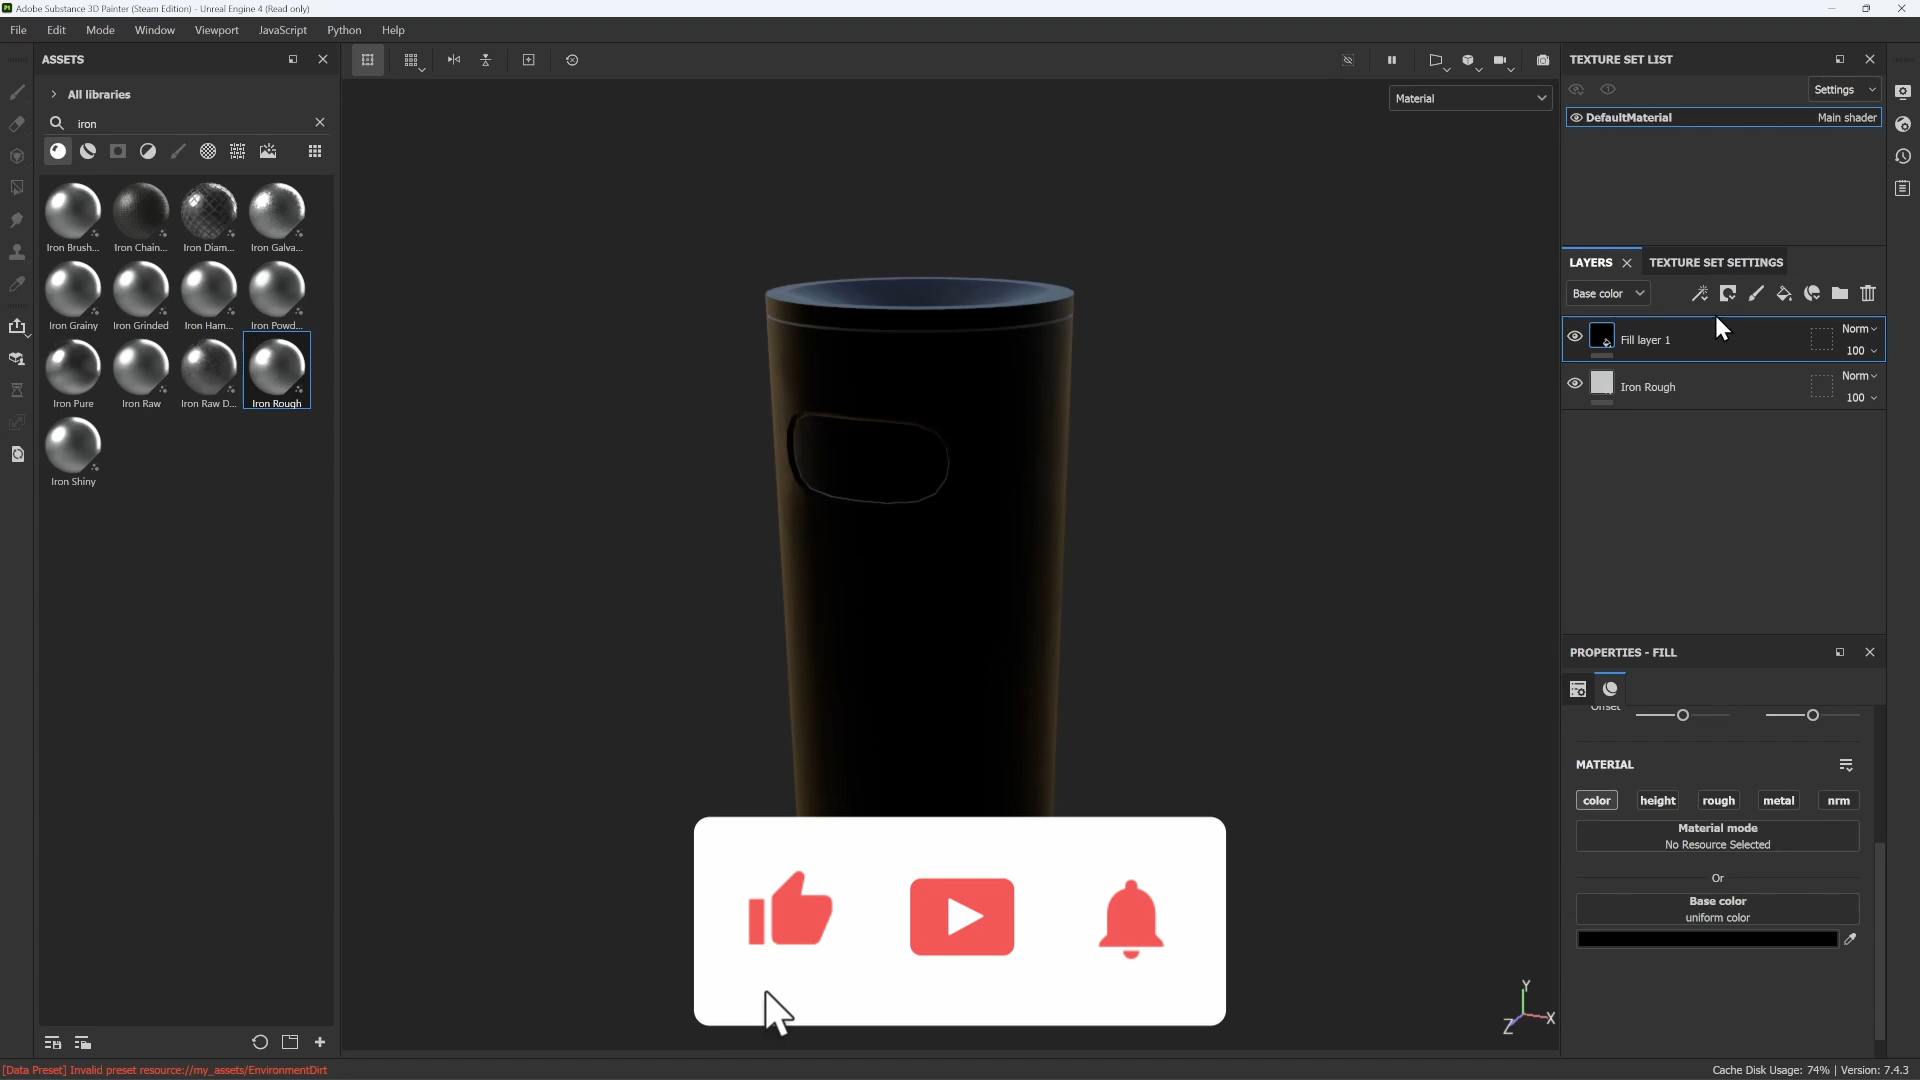 Adobe Substance 3D Painter (Steam Edition) - Unreal Engine 4 (Read only)
File Edit Mode Window Viewport JavaScript Python Help
ASSETS
All libraries
iron
Iron Brush... Iron Chain... Iron Diam... Iron Galva...
Iron Grainy Iron Grinded Iron Ham... Iron Powd...
Iron Pure Iron Raw Iron Raw D... Iron Rough
Iron Shiny
Material
TEXTURE SET LIST
Settings
DefaultMaterial Main shader
LAYERS TEXTURE SET SETTINGS
Base color
Fill layer 1 Norm
100
Iron Rough Norm
100
PROPERTIES - FILL
Offset
MATERIAL
color height rough metal nrm
Material mode
No Resource Selected
Or
Base color
uniform color
Y
Z X
[Data Preset] Invalid preset resource://my_assets/EnvironmentDirt
Cache Disk Usage: 74% | Version: 7.4.3